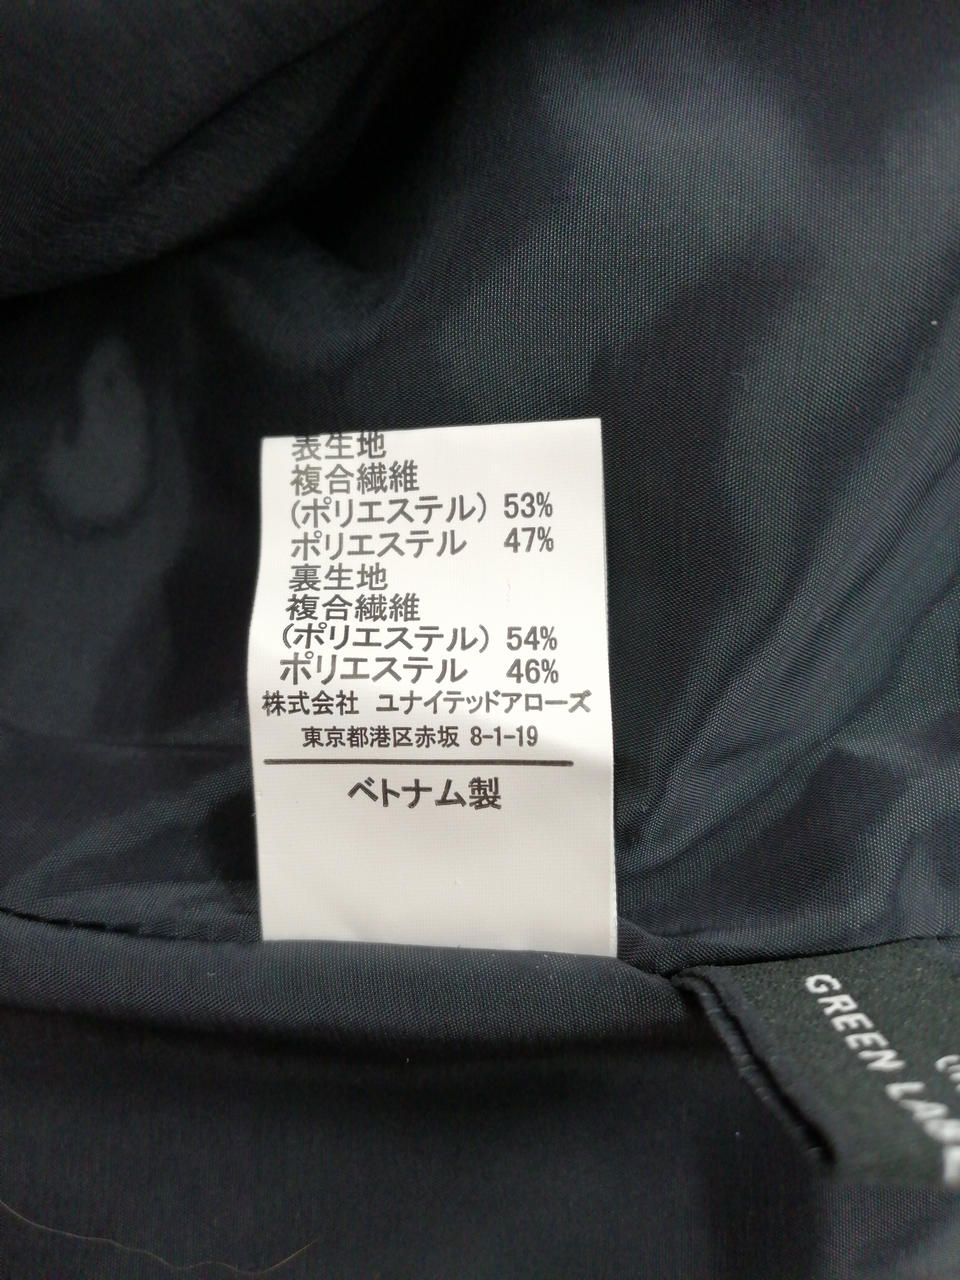 表生地
複合繊維
(ポリエステル) 53%
ポリエステル 47%
裏生地
複合繊維
(ポリエステル) 54%
ポリエステル 46%
株式会社 ユナイテッドアローズ
東京都港区赤坂 8-1-19
ベトナム製
GREEN LABE